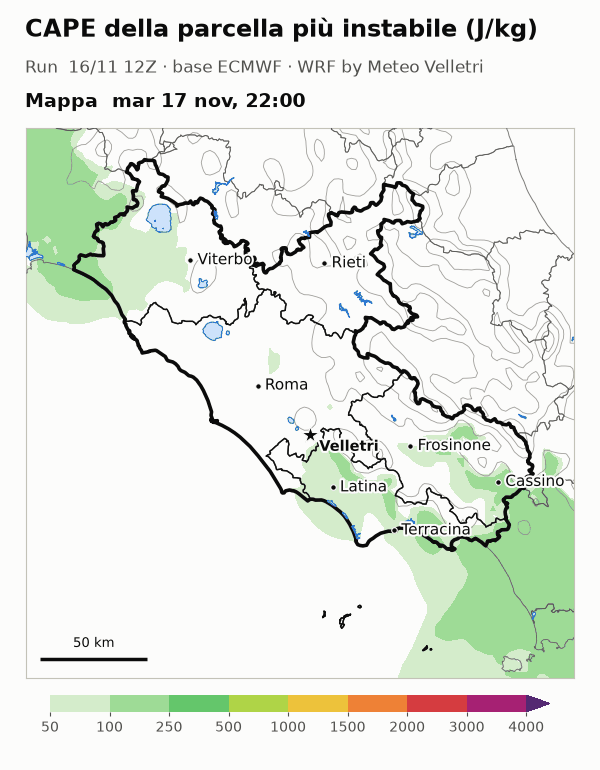 CAPE della parcella più instabile (J/kg)
Run  16/11 12Z · base ECMWF · WRF by Meteo Velletri
Mappa  mar 17 nov, 22:00
Viterbo
Rieti
Roma
Velletri
Frosinone
Cassino
Latina
Terracina
50 km
50 100 250 500 1000 1500 2000 3000 4000